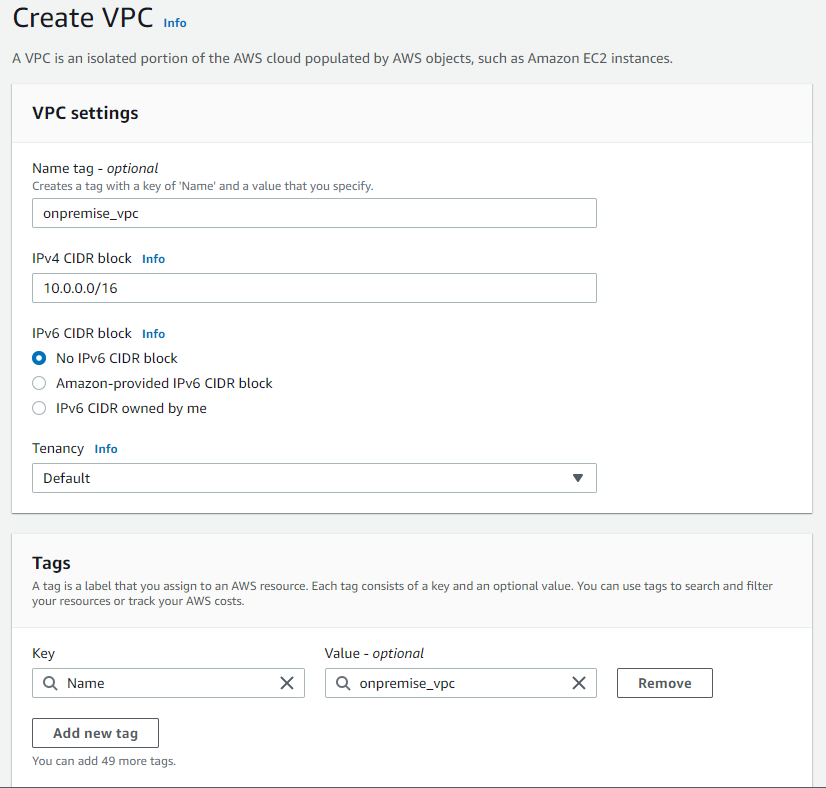 Create VPC Info
A VPC is an isolated portion of the AWS cloud populated by AWS objects, such as Amazon EC2 instances.
VPC settings
Name tag - optional
Creates a tag with a key of 'Name' and a value that you specify.
onpremise_vpc
IPv4 CIDR block Info
10.0.0.0/16
IPv6 CIDR block Info
No IPv6 CIDR block
Amazon-provided IPv6 CIDR block
IPv6 CIDR owned by me
Tenancy Info
Default
Tags
A tag is a label that you assign to an AWS resource. Each tag consists of a key and an optional value. You can use tags to search and filter
your resources or track your AWS costs.
Key Value - optional
Name onpremise_vpc Remove
Add new tag
You can add 49 more tags.